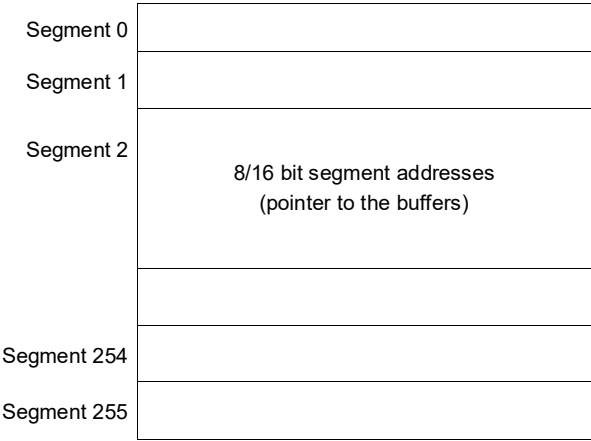 Segment 0
Segment 1
Segment 2
8/16 bit segment addresses
(pointer to the buffers)
Segment 254
Segment 255